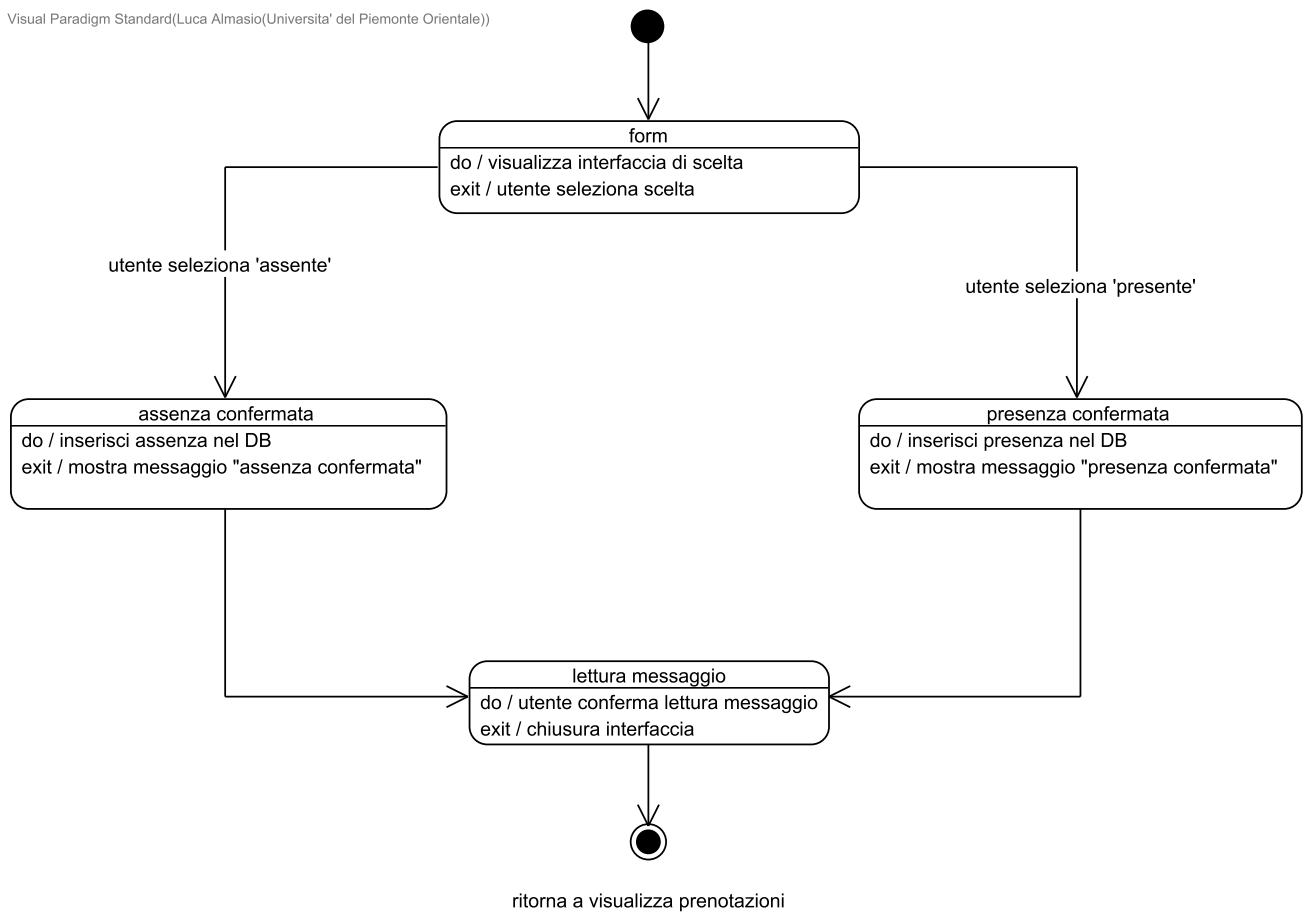 Visual Paradigm Standard(Luca Almasio(Universita' del Piemonte Orientale))
form
do / visualizza interfaccia di scelta
exit / utente seleziona scelta
utente seleziona 'assente'
utente seleziona 'presente'
assenza confermata
do / inserisci assenza nel DB
exit / mostra messaggio "assenza confermata"
presenza confermata
do / inserisci presenza nel DB
exit / mostra messaggio "presenza confermata"
lettura messaggio
do / utente conferma lettura messaggio
exit / chiusura interfaccia
ritorna a visualizza prenotazioni